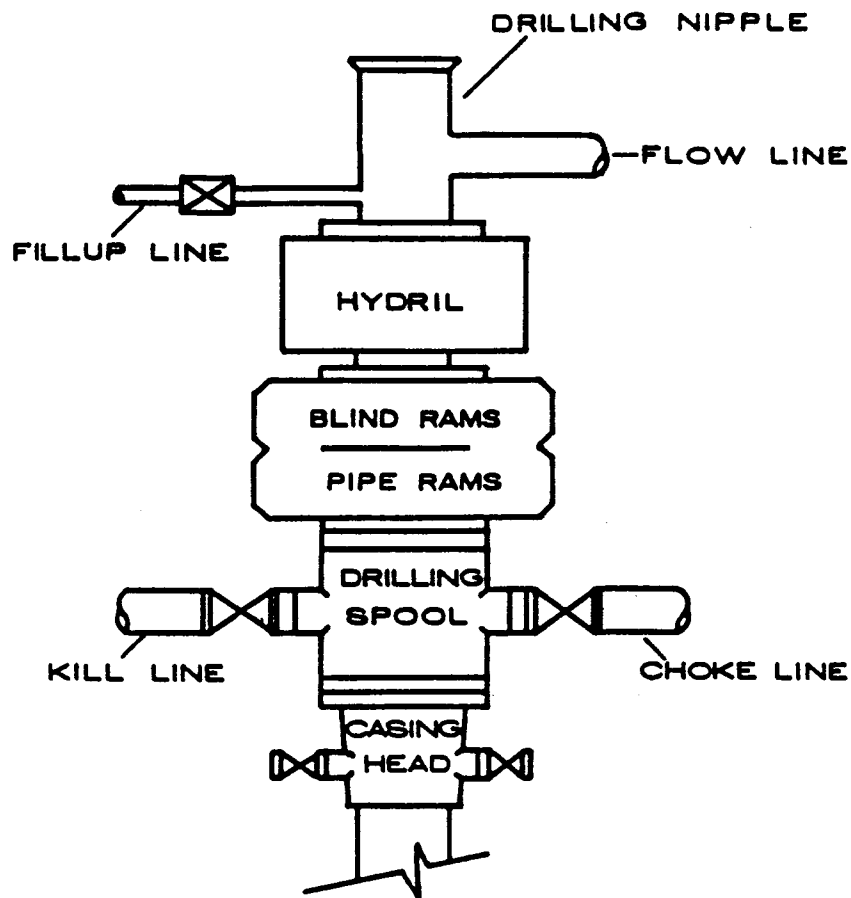 DRILLING NIPPLE
FLOW LINE
FILLUP LINE
HYDRIL
BLIND RAMS
PIPE RAMS
DRILLING
SPOOL
KILL LINE
CHOKE LINE
CASING
HEAD